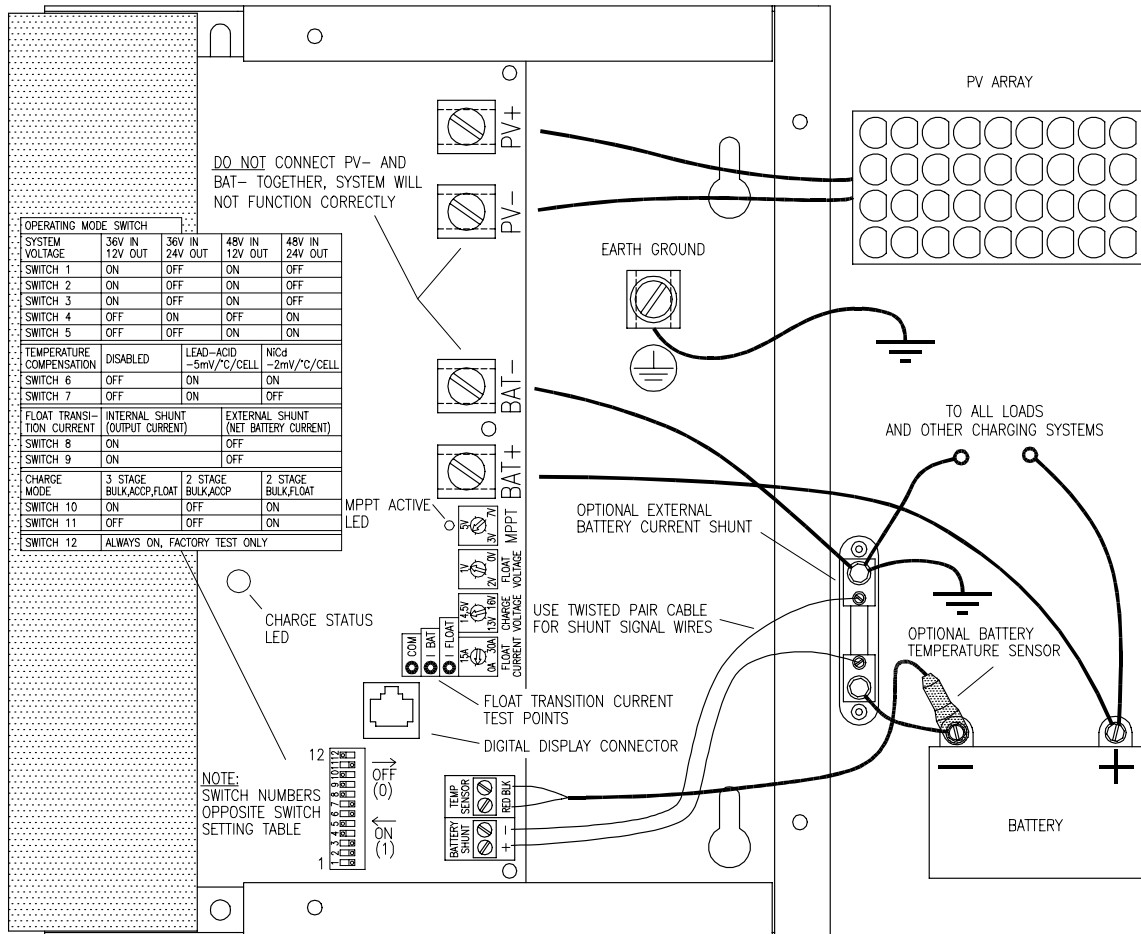 PV ARRAY
PV+
PV-
DO NOT CONNECT PV- AND
BAT- TOGETHER, SYSTEM WILL
NOT FUNCTION CORRECTLY
EARTH GROUND
OPERATING MODE SWITCH
SYSTEM VOLTAGE 36V IN 12V OUT 36V IN 24V OUT 48V IN 12V OUT 48V IN 24V OUT
SWITCH 1 ON OFF ON OFF
SWITCH 2 ON OFF ON OFF
SWITCH 3 ON OFF ON OFF
SWITCH 4 OFF ON OFF ON
SWITCH 5 OFF OFF ON ON
TEMPERATURE COMPENSATION DISABLED LEAD-ACID -5mV/°C/CELL NiCd -2mV/°C/CELL
SWITCH 6 OFF ON ON
SWITCH 7 OFF ON OFF
FLOAT TRANSI- TION CURRENT INTERNAL SHUNT (OUTPUT CURRENT) EXTERNAL SHUNT (NET BATTERY CURRENT)
SWITCH 8 ON OFF
SWITCH 9 ON OFF
CHARGE MODE 3 STAGE BULK,ACCP,FLOAT 2 STAGE BULK,ACCP 2 STAGE BULK,FLOAT
SWITCH 10 ON OFF ON
SWITCH 11 OFF OFF ON
SWITCH 12 ALWAYS ON, FACTORY TEST ONLY
BAT-
BAT+
TO ALL LOADS
AND OTHER CHARGING SYSTEMS
MPPT ACTIVE
LED
5V 3V 7V MPPT
1V 2V 0V FLOAT VOLTAGE
14.5V 13V 16V CHARGE VOLTAGE
15A 0A 30A FLOAT CURRENT
OPTIONAL EXTERNAL
BATTERY CURRENT SHUNT
CHARGE STATUS
LED
COM
I BAT
I FLOAT
USE TWISTED PAIR CABLE
FOR SHUNT SIGNAL WIRES
OPTIONAL BATTERY
TEMPERATURE SENSOR
FLOAT TRANSITION CURRENT
TEST POINTS
DIGITAL DISPLAY CONNECTOR
NOTE:
SWITCH NUMBERS
OPPOSITE SWITCH
SETTING TABLE
12
1
1 2 3 4 5 6 7 8 9 10 11 12
OFF
(0)
ON
(1)
TEMP
SENSOR
RED BLK
BATTERY
SHUNT
+ -
-
+
BATTERY